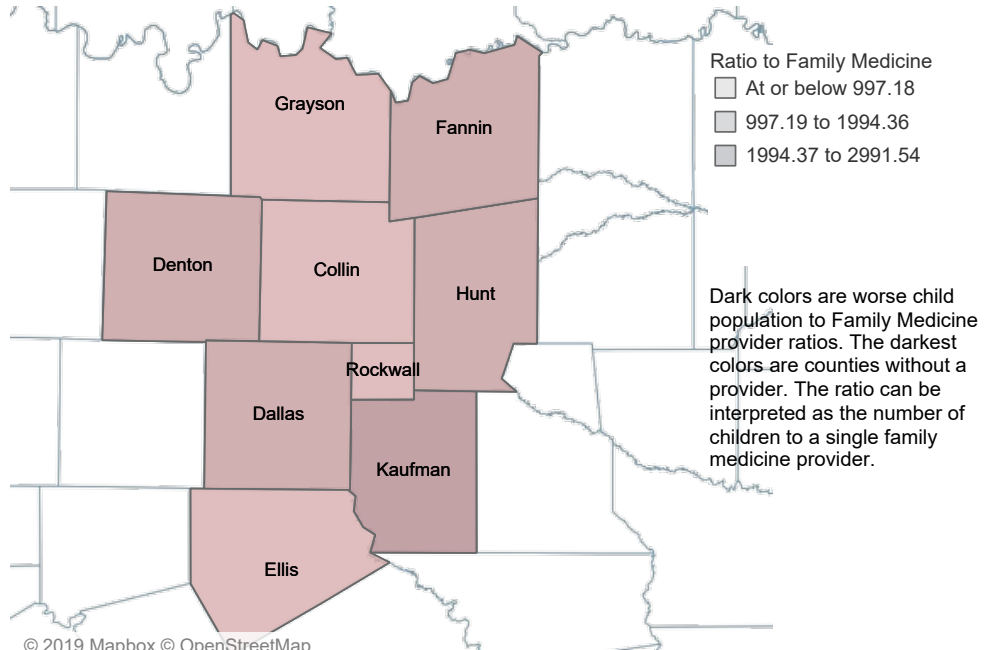 Grayson
Fannin
Denton
Collin
Hunt
Rockwall
Dallas
Kaufman
Ellis
Ratio to Family Medicine
At or below 997.18
997.19 to 1994.36
1994.37 to 2991.54
Dark colors are worse child
population to Family Medicine
provider ratios. The darkest
colors are counties without a
provider. The ratio can be
interpreted as the number of
children to a single family
medicine provider.
© 2019 Mapbox © OpenStreetMap